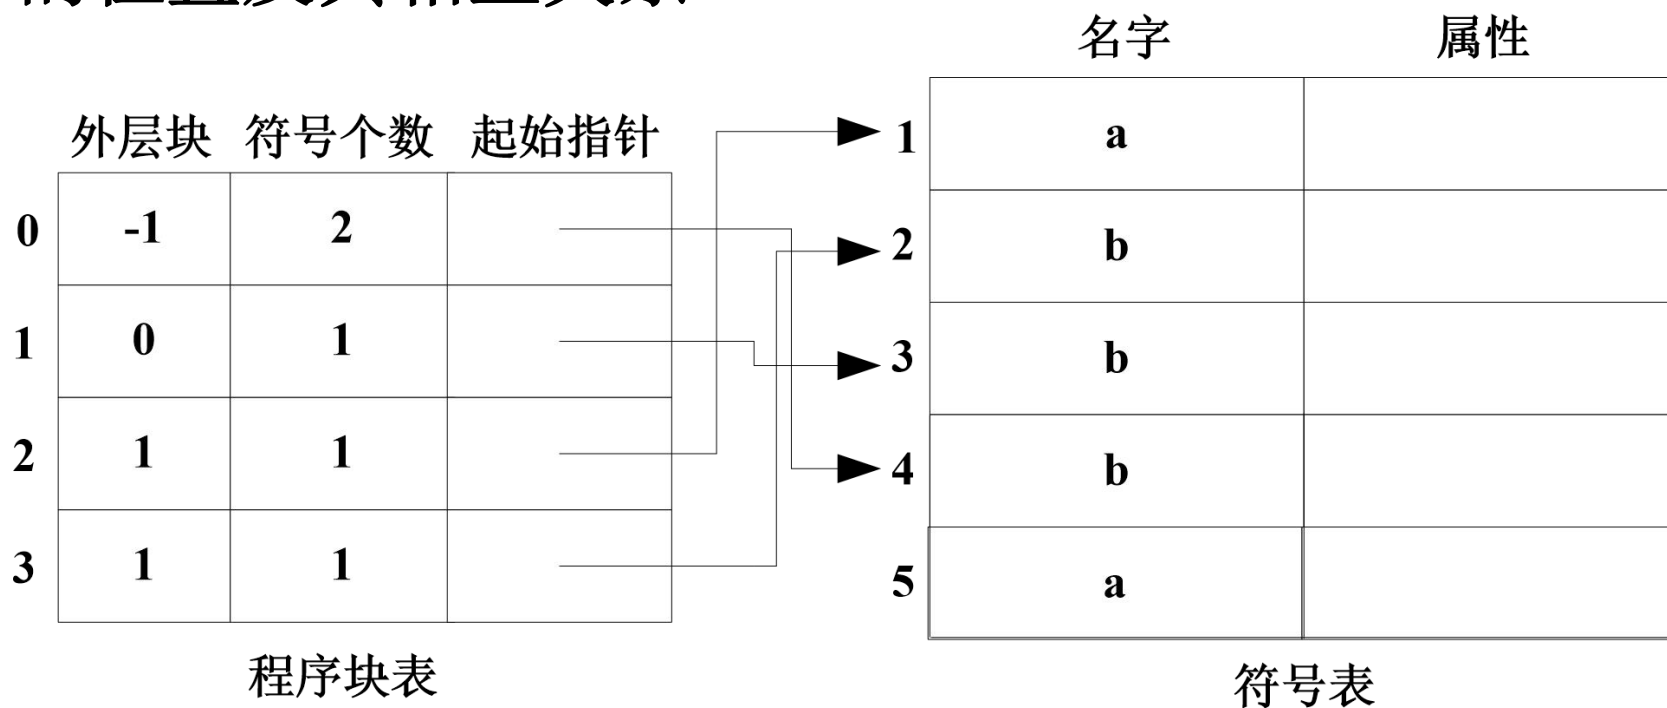 名字 属性
外层块 符号个数 起始指针
0 -1 2
1 0 1
2 1 1
3 1 1
程序块表
1 a
2 b
3 b
4 b
5 a
符号表